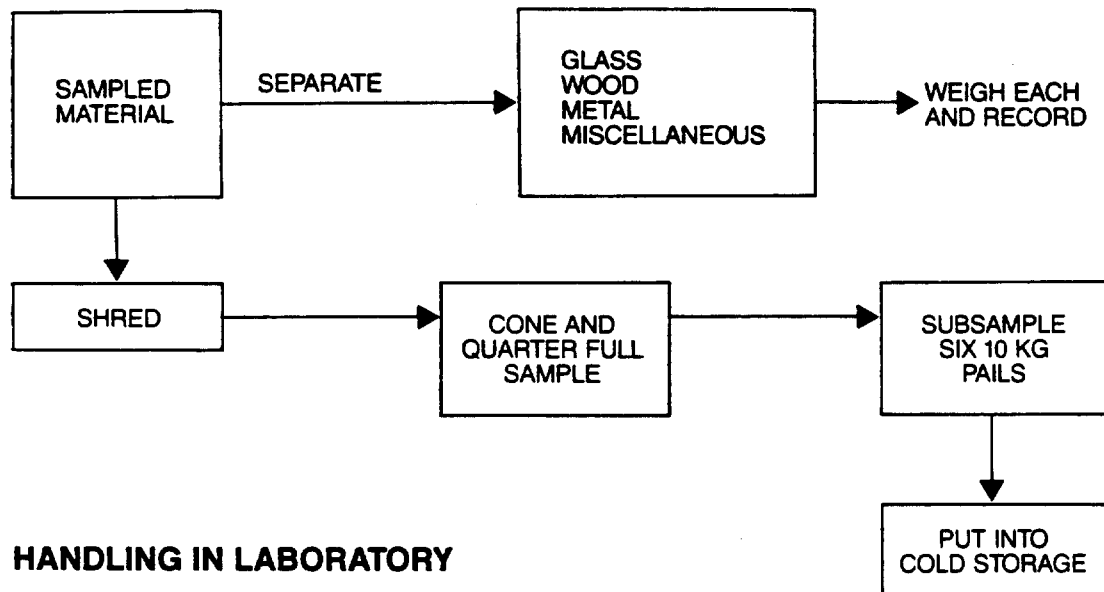 SAMPLED
MATERIAL
SEPARATE
GLASS
WOOD
METAL
MISCELLANEOUS
WEIGH EACH
AND RECORD
SHRED
CONE AND
QUARTER FULL
SAMPLE
SUBSAMPLE
SIX 10 KG
PAILS
PUT INTO
COLD STORAGE
HANDLING IN LABORATORY